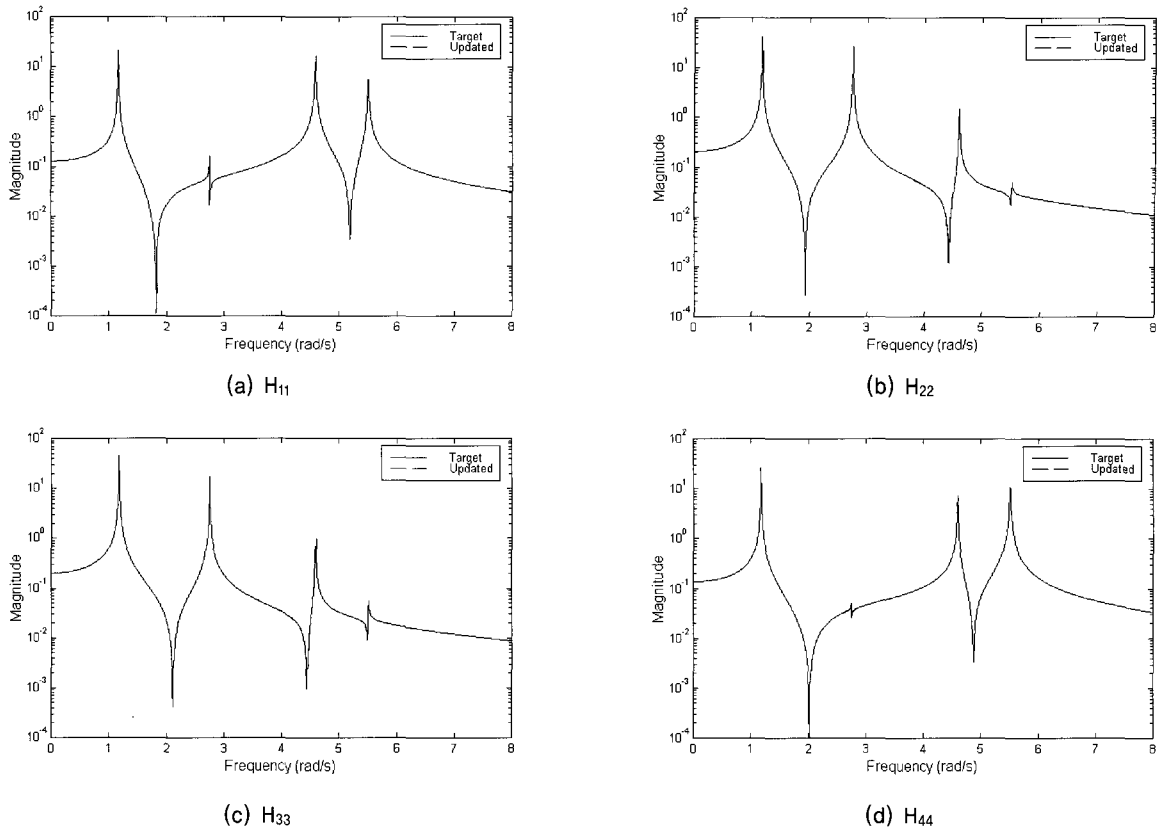 10^2
10^1
10^0
10^-1
10^-2
10^-3
10^-4
Magnitude
Target
Updated
0 1 2 3 4 5 6 7 8
Frequency (rad/s)
(a) H11
10^2
10^1
10^0
10^-1
10^-2
10^-3
10^-4
Magnitude
Target
Updated
0 1 2 3 4 5 6 7 8
Frequency (rad/s)
(b) H22
10^2
10^1
10^0
10^-1
10^-2
10^-3
10^-4
Magnitude
Target
Updated
0 1 2 3 4 5 6 7 8
Frequency (rad/s)
(c) H33
10^2
10^1
10^0
10^-1
10^-2
10^-3
10^-4
Magnitude
Target
Updated
0 1 2 3 4 5 6 7 8
Frequency (rad/s)
(d) H44